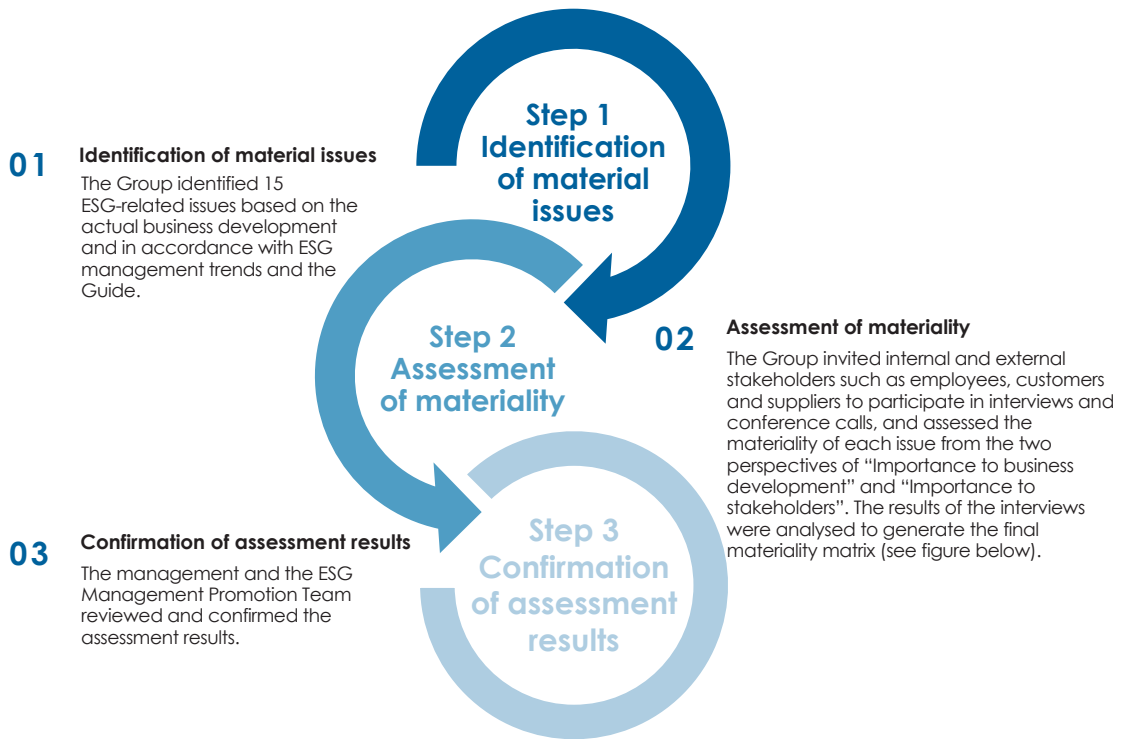 Step 1
Identification
of material
issues
01
Identification of material issues
The Group identified 15
ESG-related issues based on the
actual business development
and in accordance with ESG
management trends and the
Guide.
Step 2
Assessment
of materiality
02
Assessment of materiality
The Group invited internal and external
stakeholders such as employees, customers
and suppliers to participate in interviews and
conference calls, and assessed the
materiality of each issue from the two
perspectives of “Importance to business
development” and “Importance to
stakeholders”. The results of the interviews
were analysed to generate the final
materiality matrix (see figure below).
Step 3
Confirmation
of assessment
results
03
Confirmation of assessment results
The management and the ESG
Management Promotion Team
reviewed and confirmed the
assessment results.